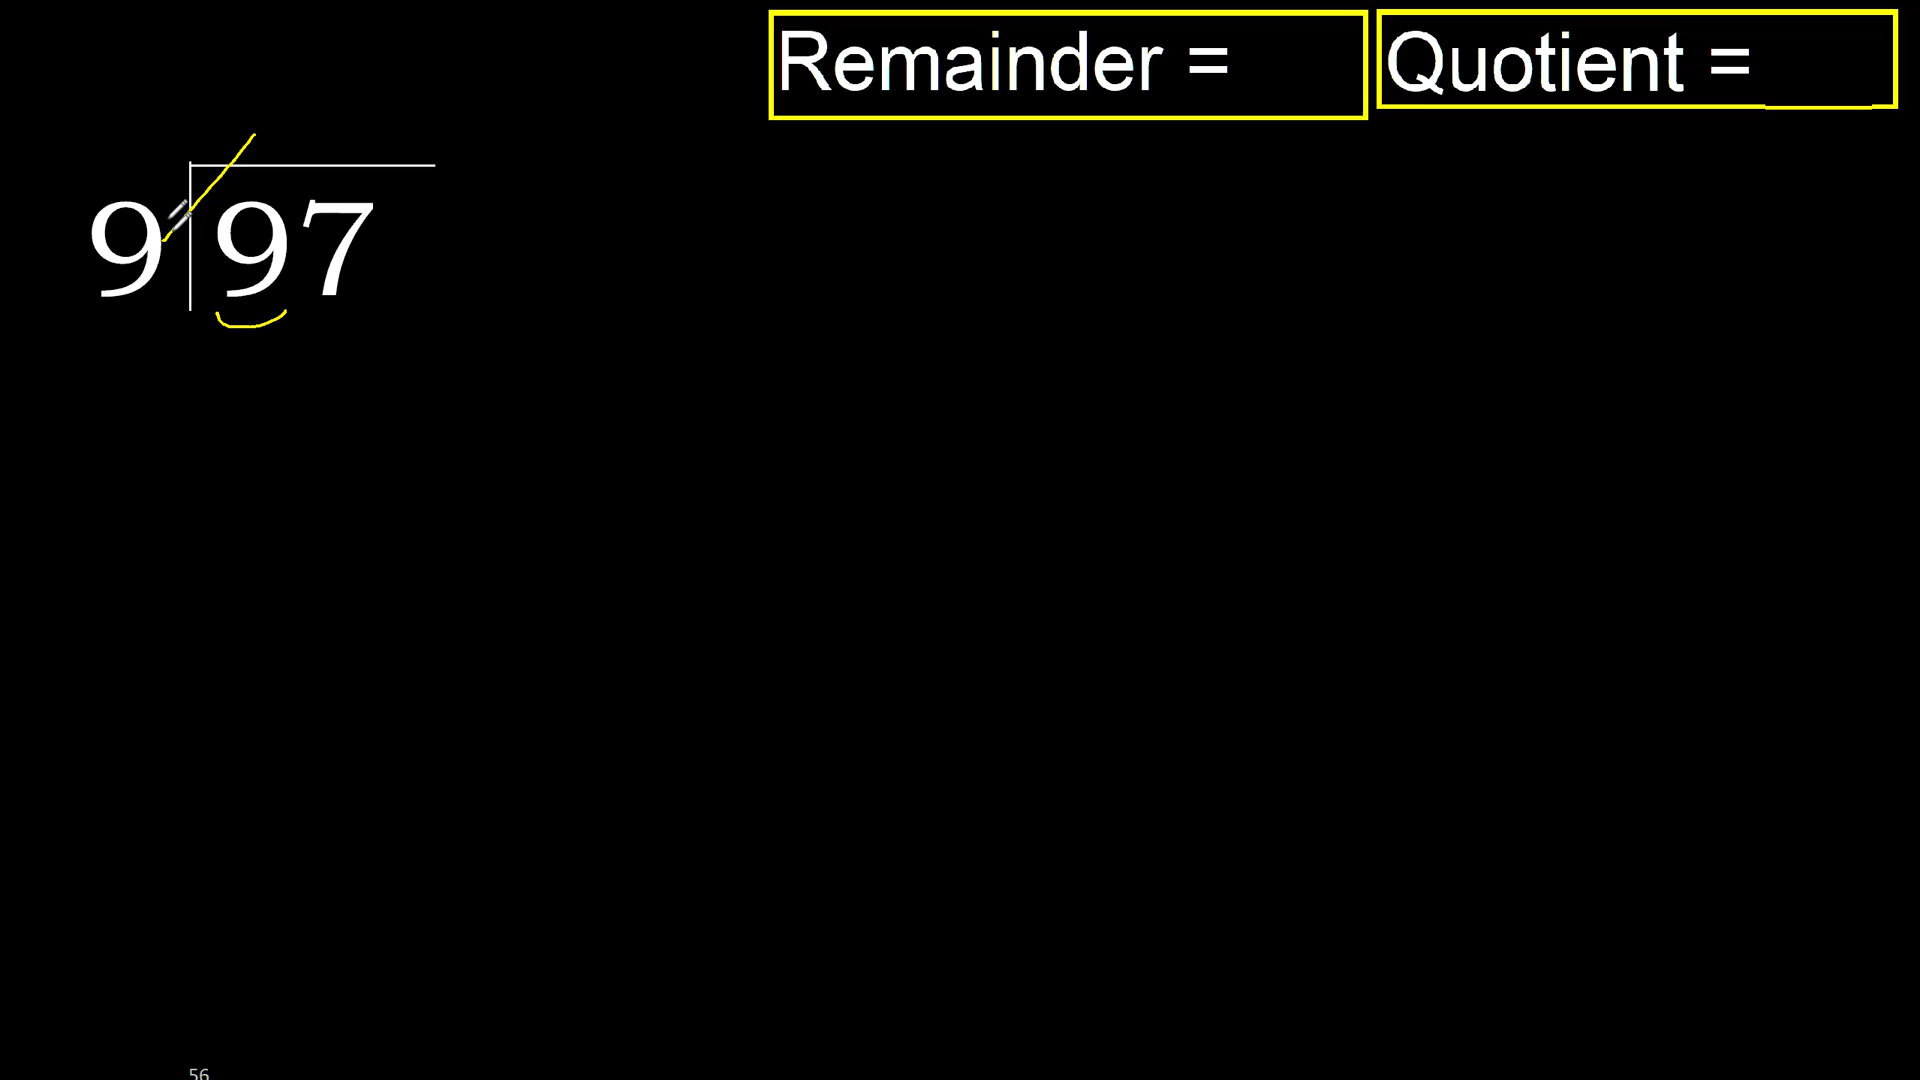 Remainder =
Quotient =
9 97
56